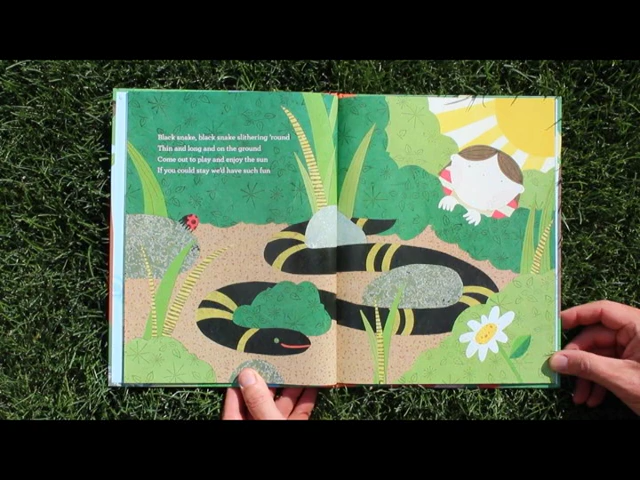 Black snake, black snake slithering 'round
Thin and long and on the ground
Come out to play and enjoy the sun
If you could stay we'd have such fun